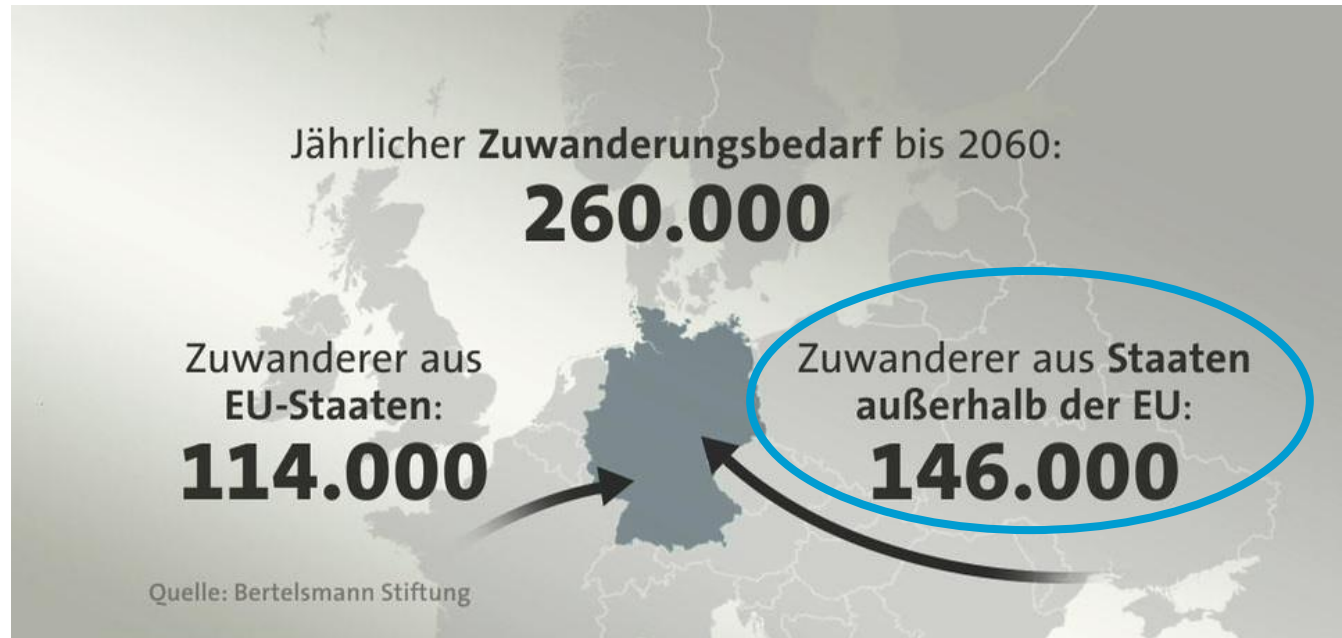 Jährlicher Zuwanderungsbedarf bis 2060:
260.000
Zuwanderer aus
EU-Staaten:
114.000
Zuwanderer aus Staaten
außerhalb der EU:
146.000
Quelle: Bertelsmann Stiftung